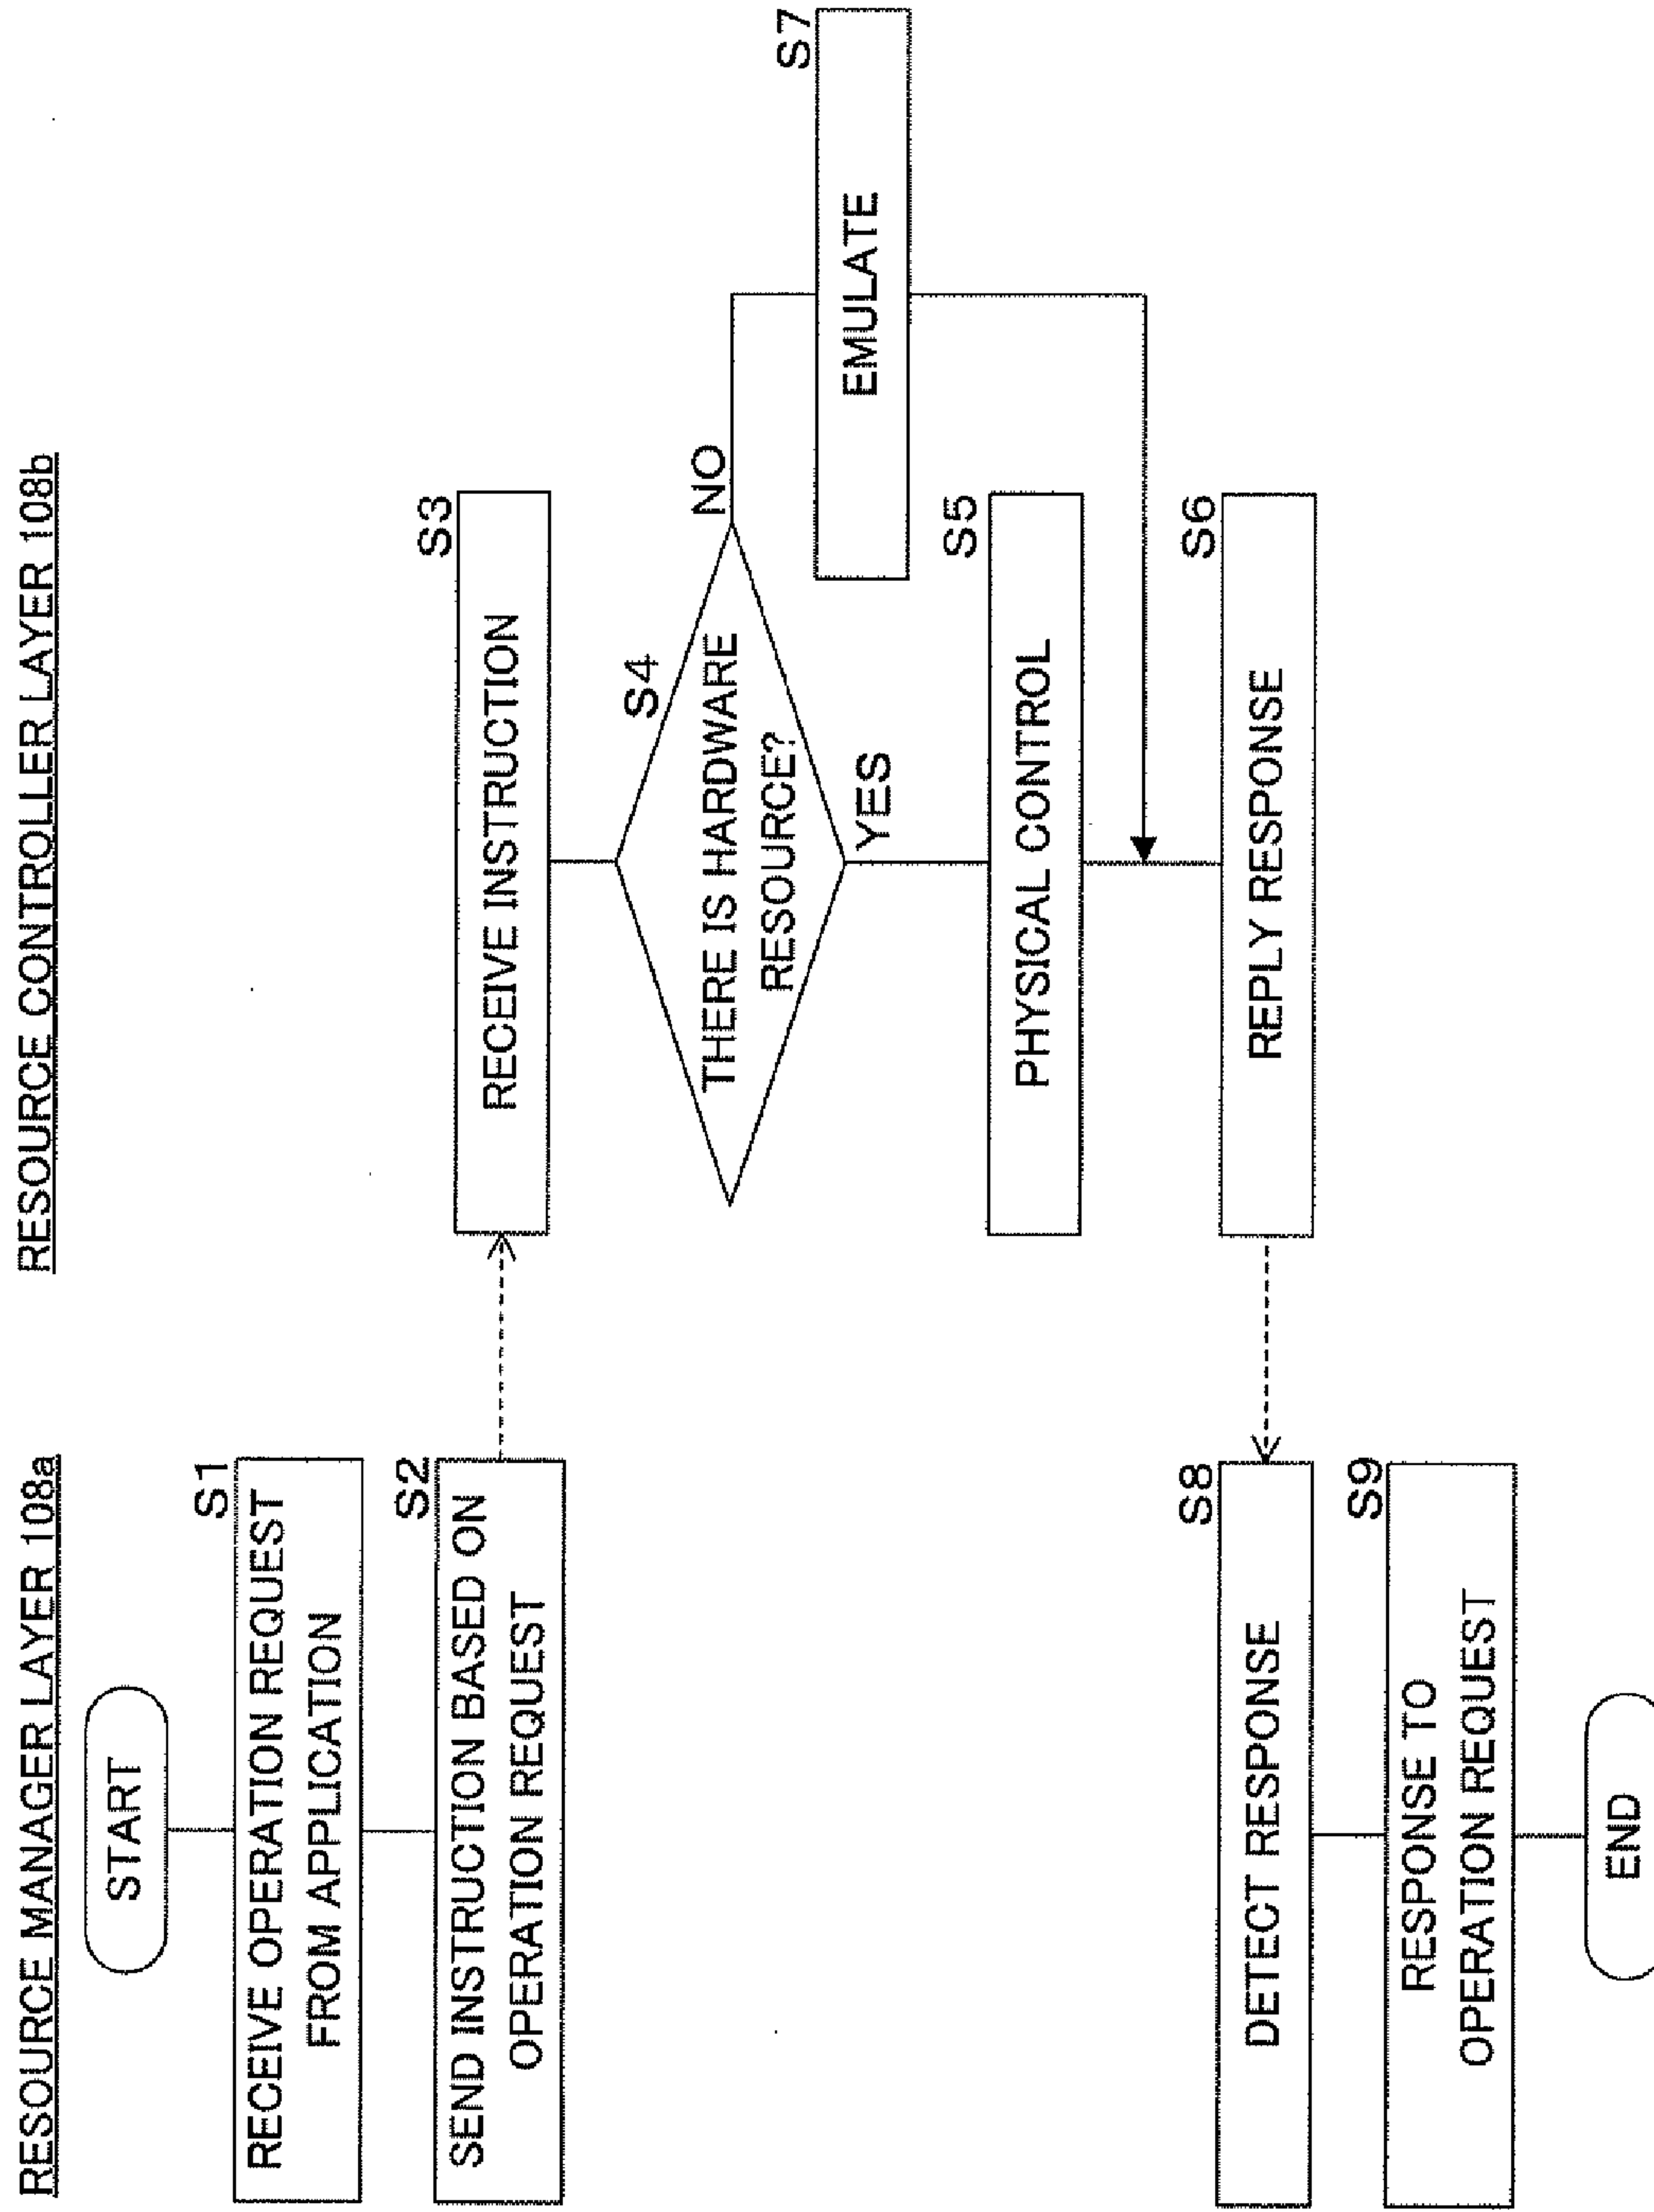 RESOURCE MANAGER LAYER 108a
START
S1
RECEIVE OPERATION REQUEST
FROM APPLICATION
S2
SEND INSTRUCTION BASED ON
OPERATION REQUEST
RESOURCE CONTROLLER LAYER 108b
S3
RECEIVE INSTRUCTION
S4
THERE IS HARDWARE
RESOURCE?
NO
YES
S7
EMULATE
S5
PHYSICAL CONTROL
S6
REPLY RESPONSE
S8
DETECT RESPONSE
S9
RESPONSE TO
OPERATION REQUEST
END